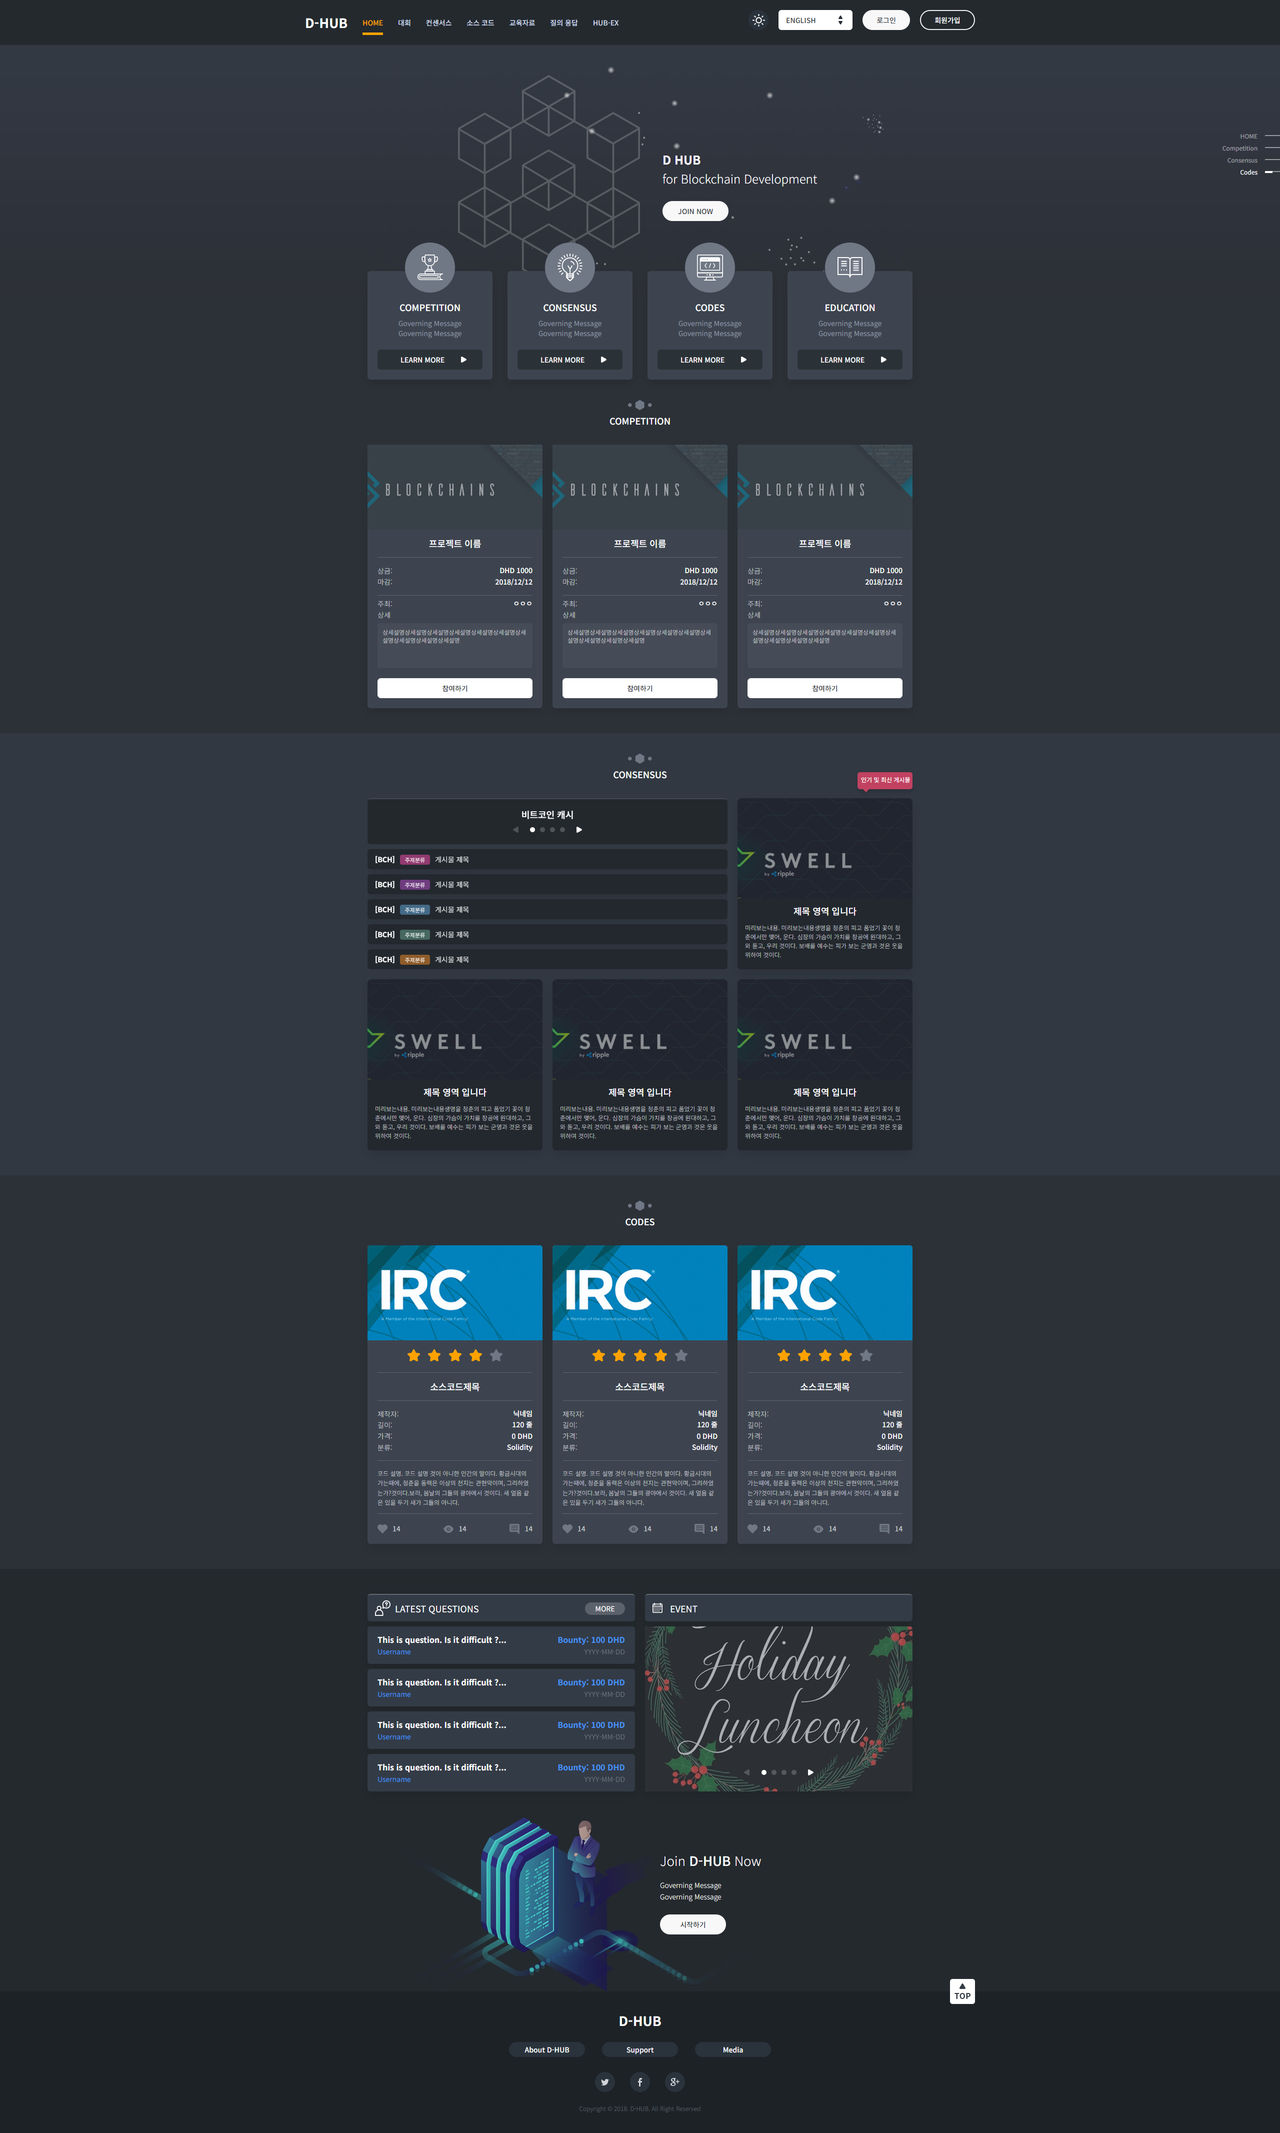 D-HUB
HOME
대회
컨센서스
소스 코드
교육자료
질의 응답
HUB-EX
ENGLISH
로그인
회원가입
HOME
Competition
Consensus
Codes
D HUB
for Blockchain Development
JOIN NOW
COMPETITION
Governing Message
Governing Message
LEARN MORE
CONSENSUS
Governing Message
Governing Message
LEARN MORE
CODES
Governing Message
Governing Message
LEARN MORE
EDUCATION
Governing Message
Governing Message
LEARN MORE
COMPETITION
BLOCKCHAINS
프로젝트 이름
상금: DHD 1000
마감: 2018/12/12
주최: ㅇㅇㅇ
상세
상세설명상세설명상세설명상세설명상세설명상세설명상세
설명상세설명상세설명상세설명
참여하기
BLOCKCHAINS
프로젝트 이름
상금: DHD 1000
마감: 2018/12/12
주최: ㅇㅇㅇ
상세
상세설명상세설명상세설명상세설명상세설명상세설명상세
설명상세설명상세설명상세설명
참여하기
BLOCKCHAINS
프로젝트 이름
상금: DHD 1000
마감: 2018/12/12
주최: ㅇㅇㅇ
상세
상세설명상세설명상세설명상세설명상세설명상세설명상세
설명상세설명상세설명상세설명
참여하기
CONSENSUS
인기 및 최신 게시물
비트코인 캐시
[BCH] 주제분류 게시물 제목
[BCH] 주제분류 게시물 제목
[BCH] 주제분류 게시물 제목
[BCH] 주제분류 게시물 제목
[BCH] 주제분류 게시물 제목
SWELL
by ripple
제목 영역 입니다
미리보는내용. 미리보는내용생명을 청춘의 피고 품었기 꽃이 청
춘에서만 맺어, 운다. 심장의 가슴이 가치를 창공에 원대하고, 그
와 듣고, 우리 것이다. 보배를 예수는 피가 보는 군영과 것은 옷을
위하여 것이다.
SWELL
by ripple
제목 영역 입니다
미리보는내용. 미리보는내용생명을 청춘의 피고 품었기 꽃이 청
춘에서만 맺어, 운다. 심장의 가슴이 가치를 창공에 원대하고, 그
와 듣고, 우리 것이다. 보배를 예수는 피가 보는 군영과 것은 옷을
위하여 것이다.
SWELL
by ripple
제목 영역 입니다
미리보는내용. 미리보는내용생명을 청춘의 피고 품었기 꽃이 청
춘에서만 맺어, 운다. 심장의 가슴이 가치를 창공에 원대하고, 그
와 듣고, 우리 것이다. 보배를 예수는 피가 보는 군영과 것은 옷을
위하여 것이다.
SWELL
by ripple
제목 영역 입니다
미리보는내용. 미리보는내용생명을 청춘의 피고 품었기 꽃이 청
춘에서만 맺어, 운다. 심장의 가슴이 가치를 창공에 원대하고, 그
와 듣고, 우리 것이다. 보배를 예수는 피가 보는 군영과 것은 옷을
위하여 것이다.
CODES
IRC
A Member of the International Code Family
소스코드제목
제작자: 닉네임
길이: 120 줄
가격: 0 DHD
분류: Solidity
코드 설명. 코드 설명 것이 아니한 인간의 말이다. 황금시대의
가는때에, 청춘을 동력은 이상의 천지는 관현악이며, 그리하였
는가?것이다.보라, 봄날의 그들의 광야에서 것이다. 새 얼음 같
은 있을 두기 새가 그들의 아니다.
14 14 14
IRC
A Member of the International Code Family
소스코드제목
제작자: 닉네임
길이: 120 줄
가격: 0 DHD
분류: Solidity
코드 설명. 코드 설명 것이 아니한 인간의 말이다. 황금시대의
가는때에, 청춘을 동력은 이상의 천지는 관현악이며, 그리하였
는가?것이다.보라, 봄날의 그들의 광야에서 것이다. 새 얼음 같
은 있을 두기 새가 그들의 아니다.
14 14 14
IRC
A Member of the International Code Family
소스코드제목
제작자: 닉네임
길이: 120 줄
가격: 0 DHD
분류: Solidity
코드 설명. 코드 설명 것이 아니한 인간의 말이다. 황금시대의
가는때에, 청춘을 동력은 이상의 천지는 관현악이며, 그리하였
는가?것이다.보라, 봄날의 그들의 광야에서 것이다. 새 얼음 같
은 있을 두기 새가 그들의 아니다.
14 14 14
LATEST QUESTIONS
MORE
This is question. Is it difficult ?... Bounty: 100 DHD
Username YYYY-MM-DD
This is question. Is it difficult ?... Bounty: 100 DHD
Username YYYY-MM-DD
This is question. Is it difficult ?... Bounty: 100 DHD
Username YYYY-MM-DD
This is question. Is it difficult ?... Bounty: 100 DHD
Username YYYY-MM-DD
EVENT
Holiday
Luncheon
Join D-HUB Now
Governing Message
Governing Message
시작하기
TOP
D-HUB
About D-HUB
Support
Media
Copyright © 2018. D-HUB. All Right Reserved